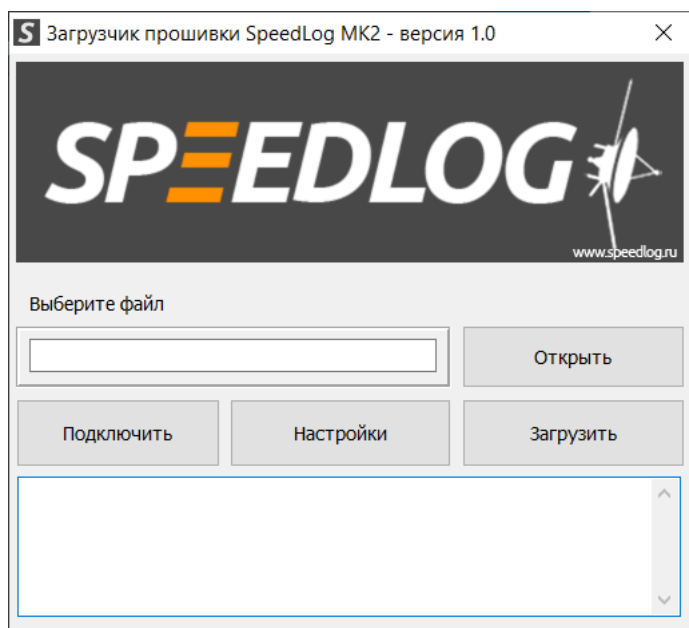 S Загрузчик прошивки SpeedLog MK2 - версия 1.0
SPEEDLOG
www.speedlog.ru
Выберите файл
Открыть
Подключить Настройки Загрузить